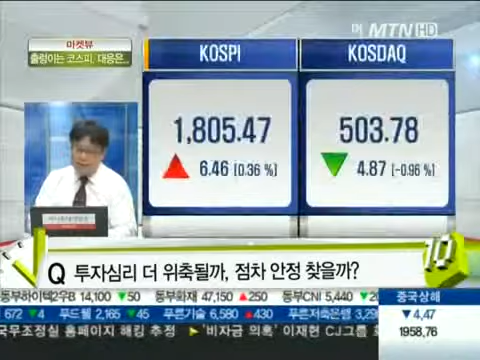 머 MTN HD
마켓뷰
출렁이는 코스피, 대응은..
KOSPI
1,805.47
▲ 6.46 [0.36 %]
KOSDAQ
503.78
▼ 4.87 [-0.96 %]
Q 투자심리 더 위축될까, 점차 안정 찾을까?
동부하이텍2우B 14,100 ▼50 동부화재 47,150 ▲250 동부CNI 5,440 ▼20
672 ▼4 푸드웰 2,165 ▼45 푸른기술 6,580 ▲430 푸른저축은행 3,290
국무조정실 홈페이지 해킹 추정 ▶'비자금 의혹' 이재현 CJ그룹
중국상해
▼ 4,47
1958,76